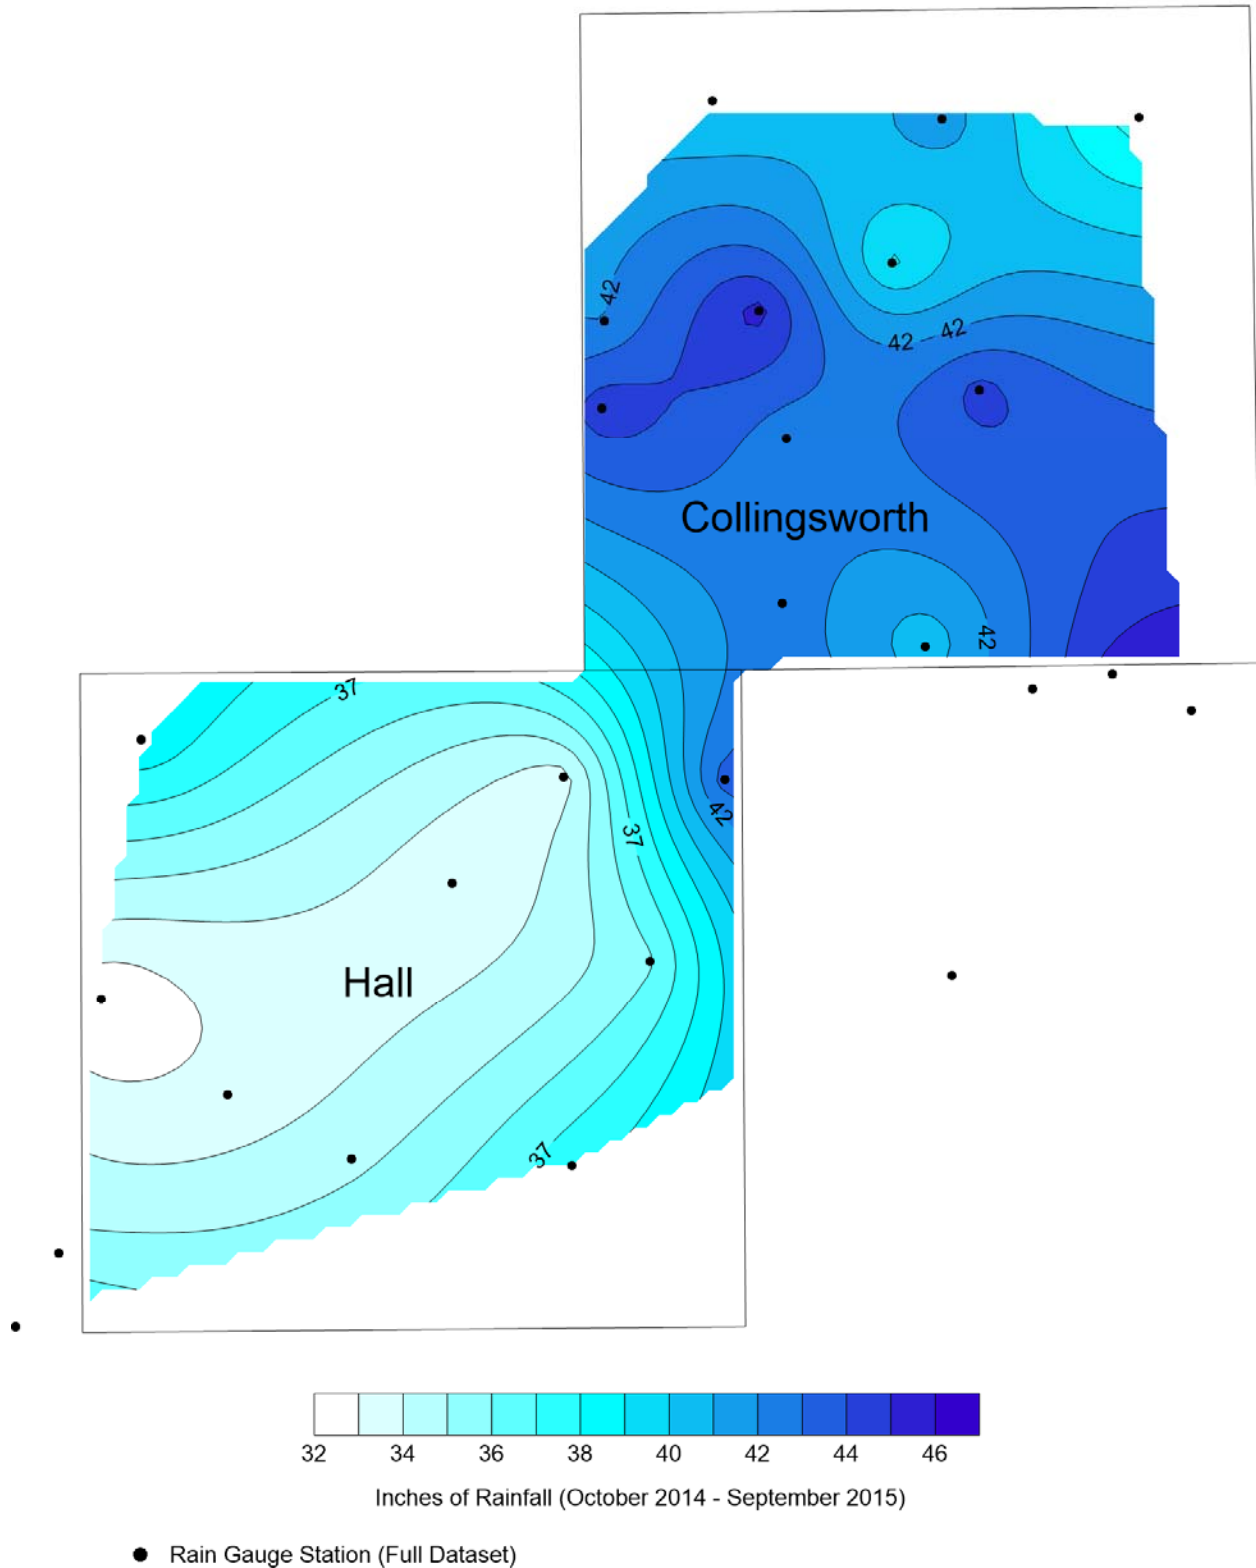 42
42
42
Collingsworth
42
37
42
37
Hall
37
32 34 36 38 40 42 44 46
Inches of Rainfall (October 2014 - September 2015)
Rain Gauge Station (Full Dataset)